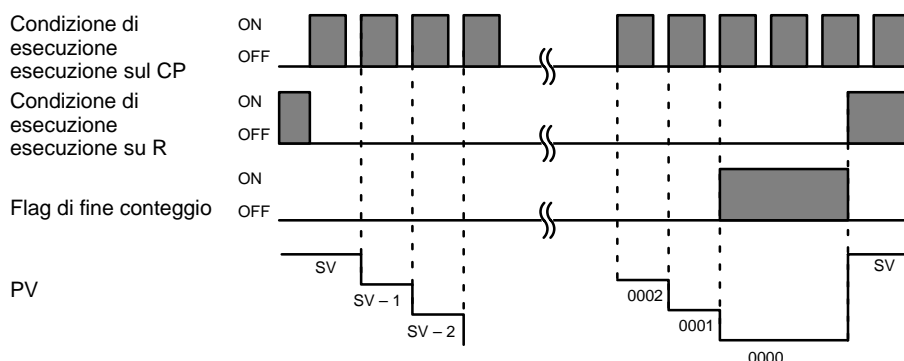 Condizione di
esecuzione
esecuzione sul CP
ON
OFF
Condizione di
esecuzione
esecuzione su R
ON
OFF
Flag di fine conteggio
ON
OFF
PV
SV
SV – 1
SV – 2
0002
0001
0000
SV